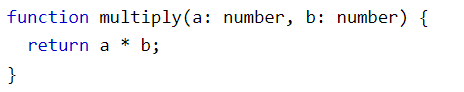 function multiply(a: number, b: number) {
  return a * b;
}